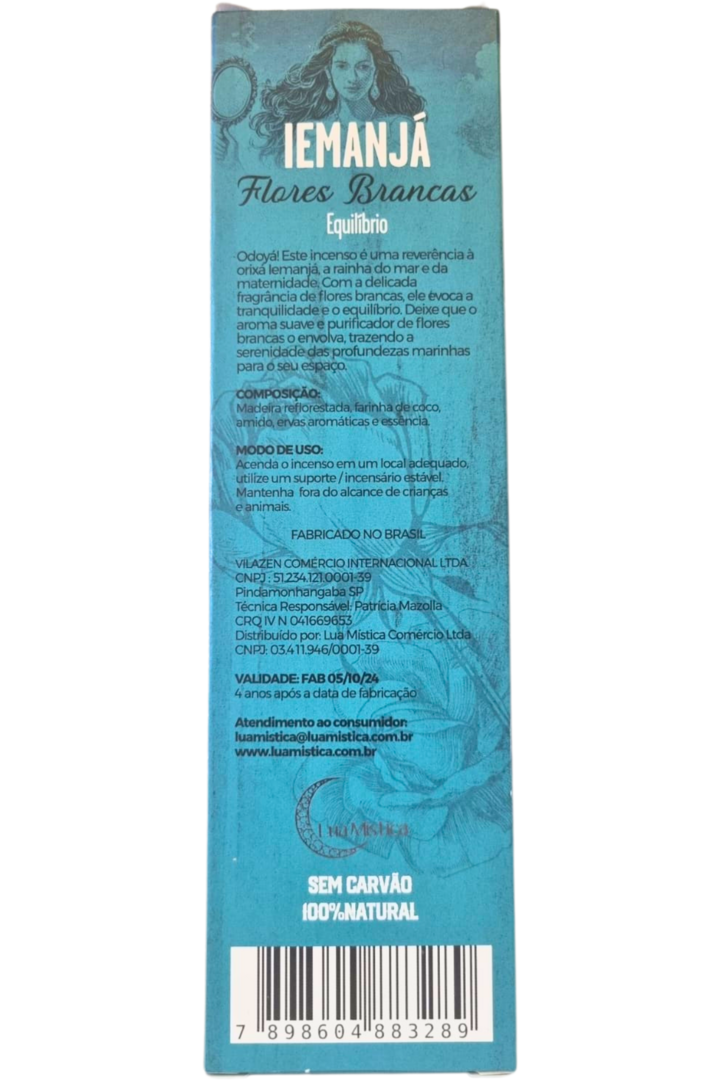 IEMANJÁ
Flores Brancas
Equilíbrio
Odoyá! Este incenso é uma reverência à
orixá Iemanjá, a rainha do mar e da
maternidade. Com a delicada
fragrância de flores brancas, ele evoca a
tranquilidade e o equilíbrio. Deixe que o
aroma suave e purificador de flores
brancas o envolva, trazendo a
serenidade das profundezas marinhas
para o seu espaço.
COMPOSIÇÃO:
Madeira reflorestada, farinha de coco,
amido, ervas aromáticas e essência.
MODO DE USO:
Acenda o incenso em um local adequado,
utilize um suporte / incensário estável.
Mantenha fora do alcance de crianças
e animais.
FABRICADO NO BRASIL
VILAZEN COMÉRCIO INTERNACIONAL LTDA
CNPJ : 51.234.121.0001-39
Pindamonhangaba SP
Técnica Responsável: Patrícia Mazolla
CRQ IV N 041669653
Distribuído por: Lua Mística Comércio Ltda
CNPJ: 03.411.946/0001-39
VALIDADE: FAB 05/10/24
4 anos após a data de fabricação
Atendimento ao consumidor:
luamistica@luamistica.com.br
www.luamistica.com.br
Lua Mística
SEM CARVÃO
100%NATURAL
7 898604 883289